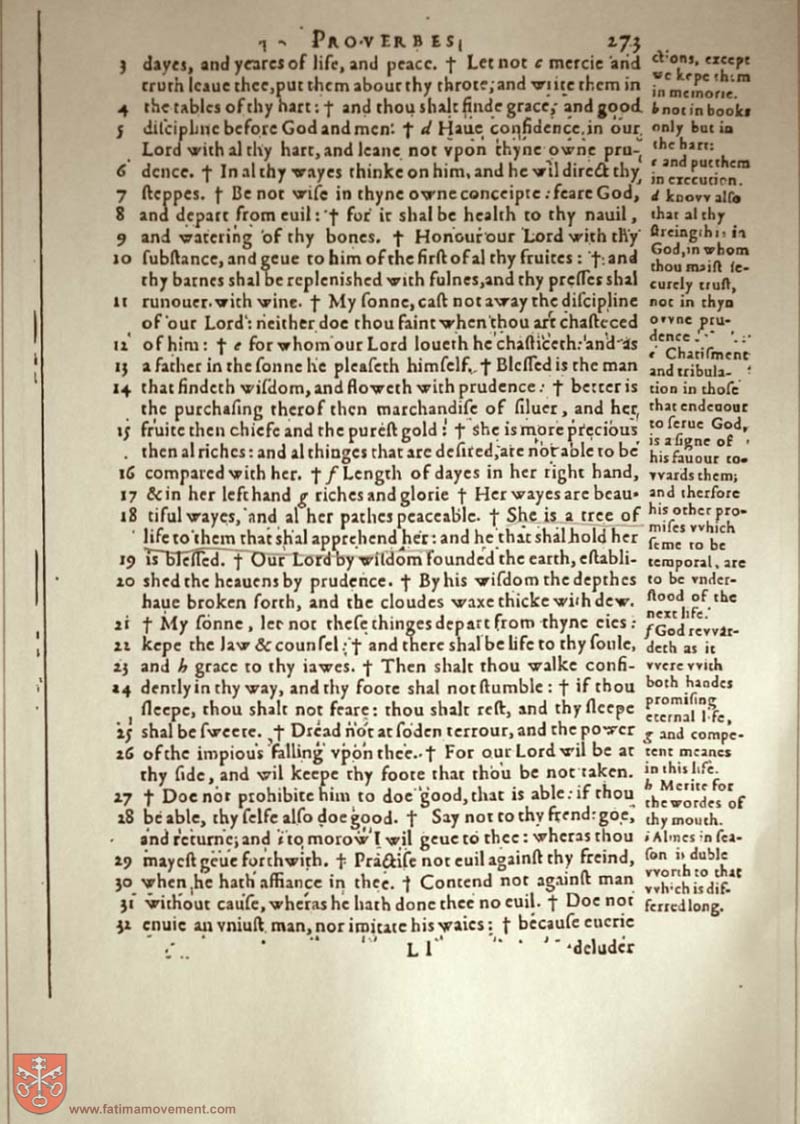 PROVERBES, 273
3 dayes, and yeares of life, and peace. † Let not e mercie and
truth leaue thee, put them about thy throte, and write them in
4 the tables of thy hart: † and thou shalt finde grace, and good
5 discipline before God and men. † d Haue confidence in our
Lord with al thy hart, and leane not vpon thyne owne pru-
6 dence. † In al thy wayes thinke on him, and he wil direct thy
7 steppes. † Be not wise in thyne owne conceipte: feare God,
8 and depart from euil: † for it shal be health to thy nauil,
9 and watering of thy bones. † Honour our Lord with thy
10 substance, and geue to him of the first of al thy fruites: † and
thy barnes shal be replenished with fulnes, and thy presses shal
11 runouer with wine. † My sonne, cast not away the discipline
of our Lord: neither doe thou faint when thou art chasteced
12 of him: † e for whom our Lord loueth he chasticeth: and as
13 a father in the sonne he pleaseth himself. † Blessed is the man
14 that findeth wisdom, and floweth with prudence: † better is
the purchasing therof then marchandise of siluer, and her
15 fruite then chiefe and the purest gold: † she is more precious
then al riches: and al thinges that are desired, are not able to be
16 compared with her. † f Length of dayes in her right hand,
17 & in her left hand g riches and glorie † Her wayes are beau-
18 tiful wayes, and al her pathes peaceable. † She is a tree of
life to them that shal apprehend her: and he that shal hold her
19 is blessed. † Our Lord by wisdom founded the earth, establi-
20 shed the heauens by prudence. † By his wisdom the depthes
haue broken forth, and the cloudes waxe thicke with dew.
21 † My sonne, let not these thinges depart from thyne eies:
22 kepe the law & counsel: † and there shal be life to thy soule,
23 and h grace to thy iawes. † Then shalt thou walke confi-
24 dently in thy way, and thy foote shal not stumble: † if thou
sleepe, thou shalt not feare: thou shalt rest, and thy sleepe
25 shal be sweete. † Dread not at soden terrour, and the power
26 of the impious falling vpon thee. † For our Lord wil be at
thy side, and wil keepe thy foote that thou be not taken.
27 † Doe not prohibite him to doe good, that is able: if thou
28 be able, thy selfe also doe good. † Say not to thy frend: goe,
and returne; and i to morow I wil geue to thee: wheras thou
29 mayest geue forthwith. † Practise not euil against thy freind,
30 when he hath affiance in thee. † Contend not against man
31 without cause, wheras he hath done thee no euil. † Doe not
32 enuie an vniust man, nor imitate his waies: † because euerie
Ll deluder
ctions, except
we kepe them
in memorie.
b not in books
only but in
the hart:
c and put them
in execution.
d knovv also
that al thy
streingth is in
God, in whom
thou maist se-
curely trust,
not in thyn
ovvne pru-
dence.
e Chatisment
and tribula-
tion in those
that endeuour
to serue God,
is a signe of
his fauour to-
vvards them;
and therfore
his other pro-
mises vvhich
seme to be
temporal, are
to be vnder-
stood of the
next life.
f God revvar-
deth as it
vvere vvith
both handes
promising
eternal life,
g and compe-
tent meanes
in this life.
h Merite for
the wordes of
thy mouth.
i Almes in sea-
son is duble
vvorth to that
vvhich is dif-
ferred long.
www.fatimamovement.com